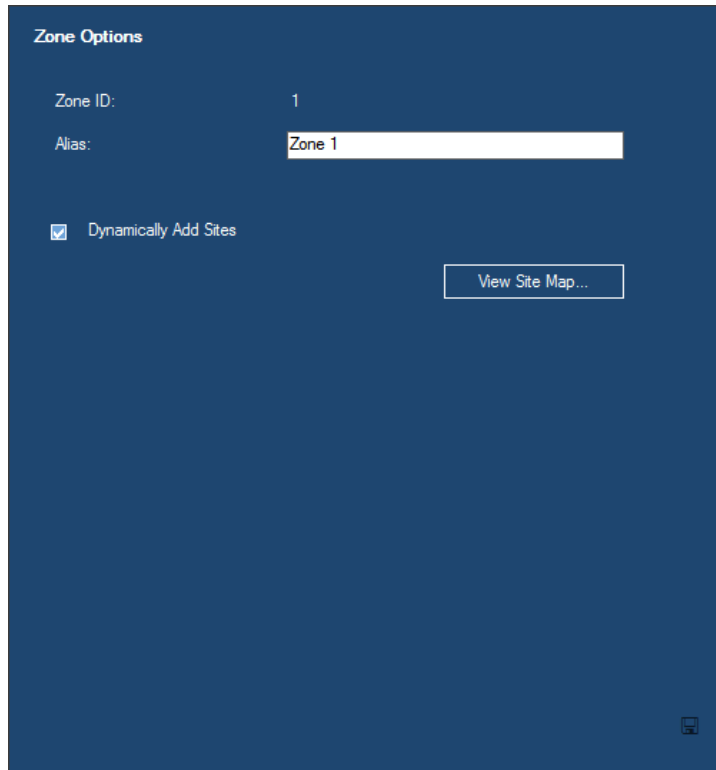 Zone Options
Zone ID: 1
Alias: Zone 1
Dynamically Add Sites
View Site Map...